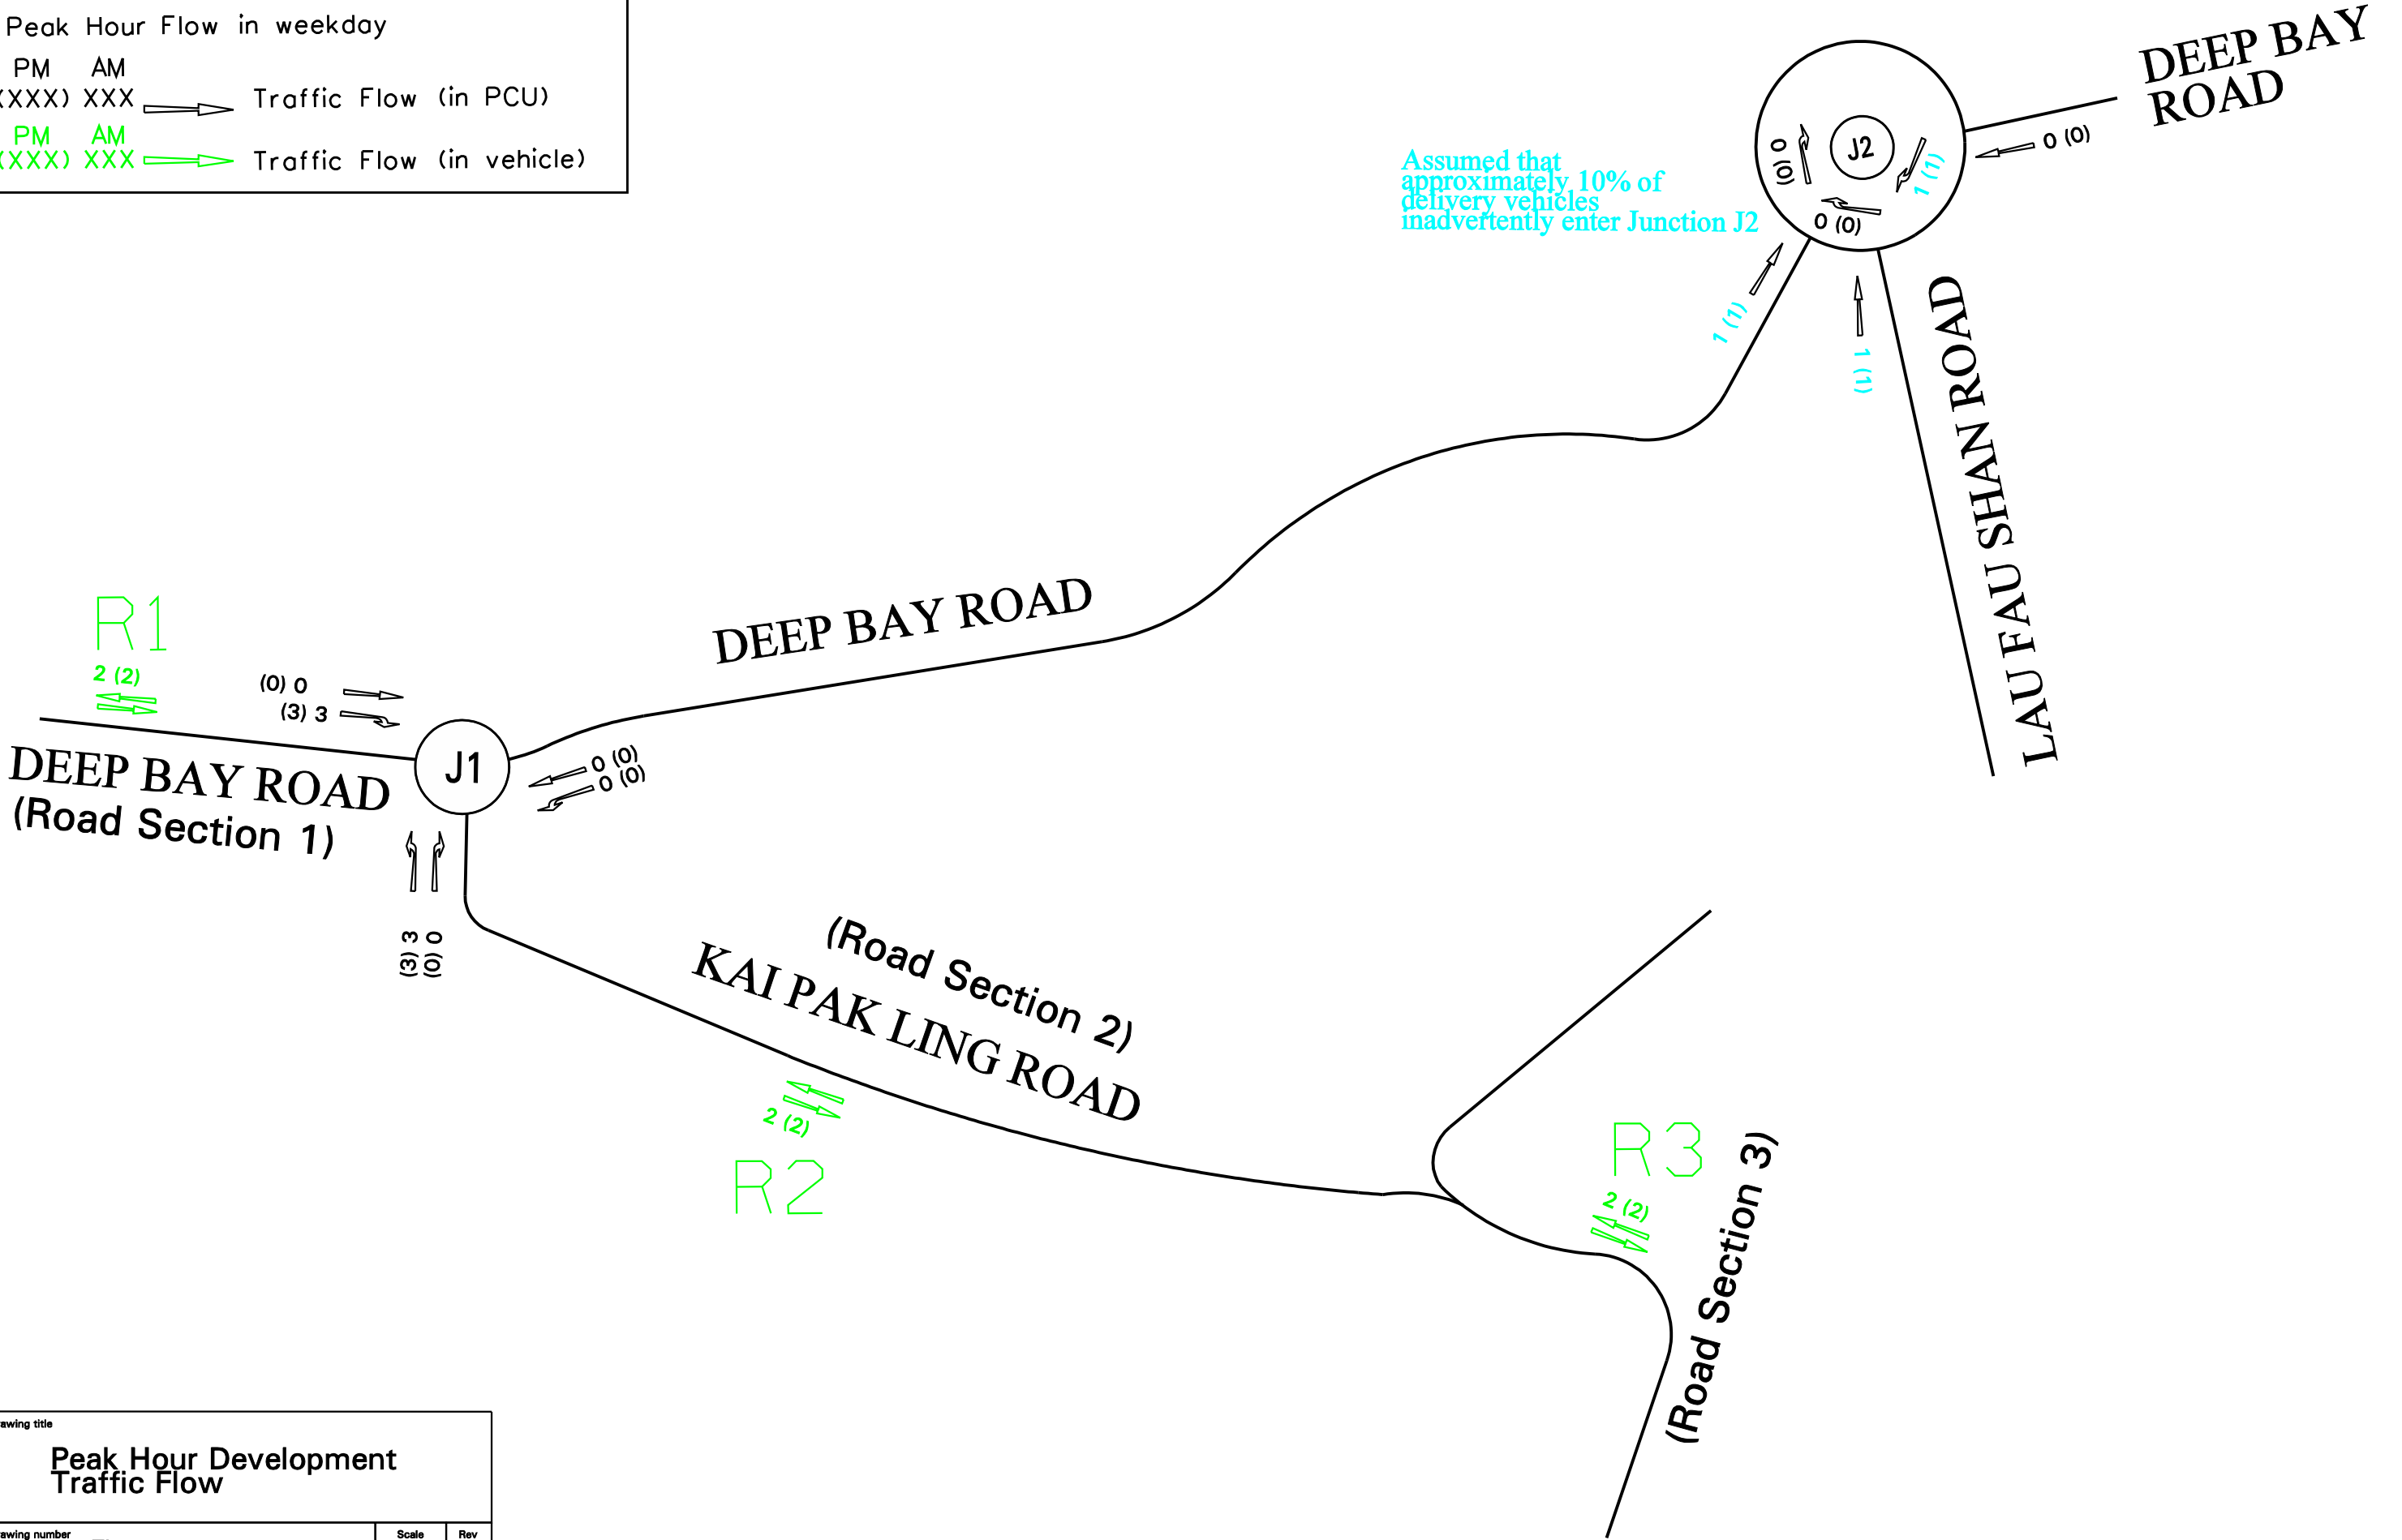 Peak Hour Flow in weekday
PM AM
(XXX) XXX Traffic Flow (in PCU)
PM AM
(XXX) XXX Traffic Flow (in vehicle)
DEEP BAY
ROAD
Assumed that
approximately 10% of
delivery vehicles
inadvertently enter Junction J2
J2
0 (0)
1 (1)
0 (0)
0 (0)
1 (1)
1 (1)
LAU FAU SHAN ROAD
DEEP BAY ROAD
R1
2 (2)
(0) 0
(3) 3
J1
0 (0)
0 (0)
DEEP BAY ROAD
(Road Section 1)
(3) 3
(0) 0
(Road Section 2)
KAI PAK LING ROAD
2 (2)
R2
R3
2 (2)
(Road Section 3)
awing title
Peak Hour Development
Traffic Flow
awing number Scale Rev